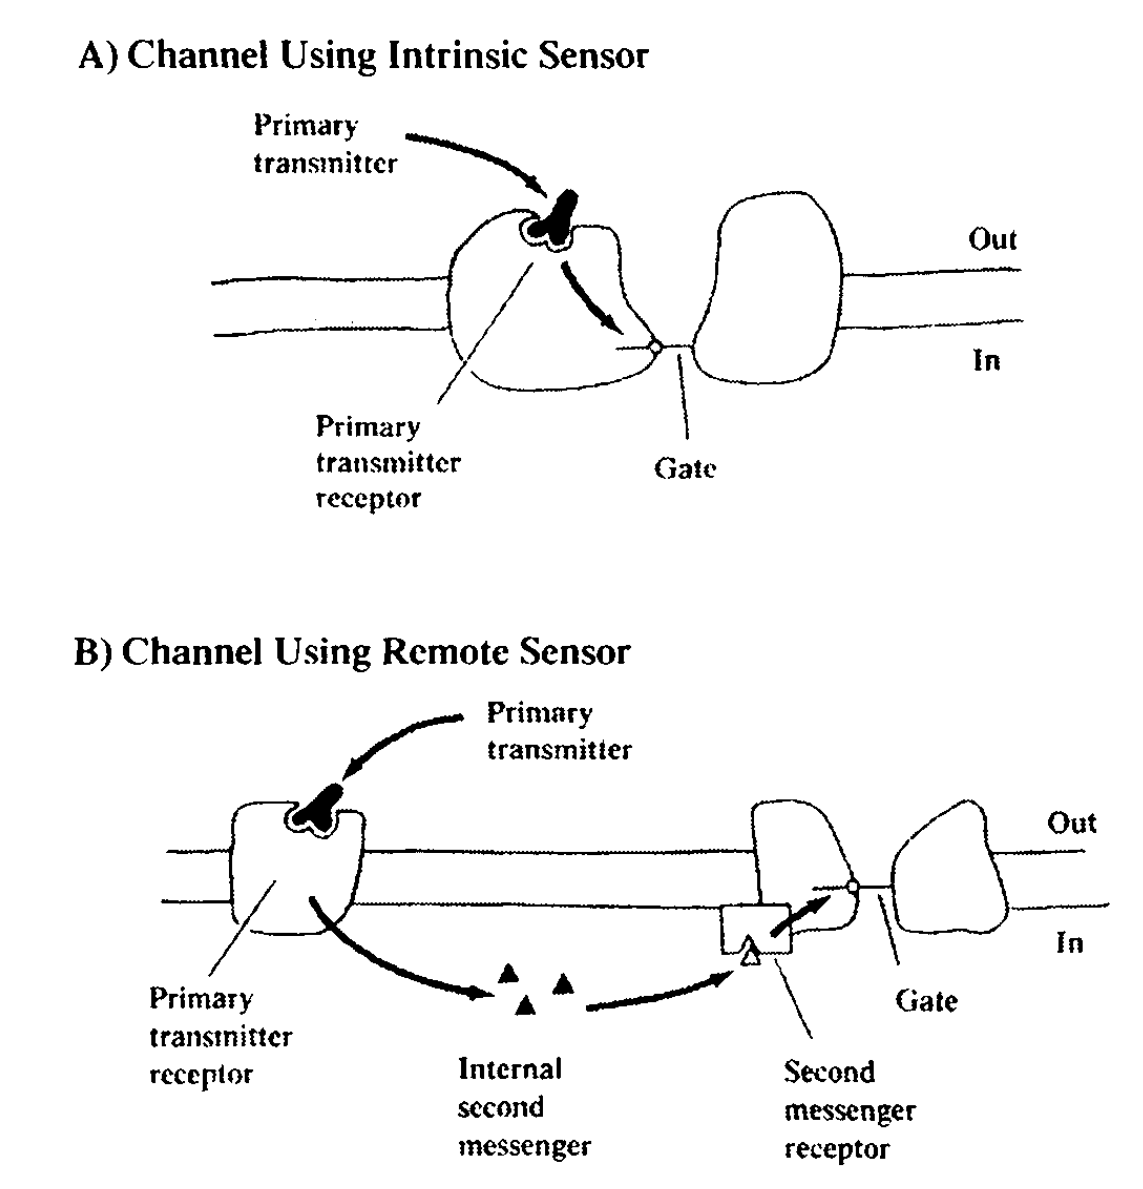 A) Channel Using Intrinsic Sensor
Primary
transmitter
Out
In
Primary
transmitter
receptor
Gate
B) Channel Using Remote Sensor
Primary
transmitter
Out
In
Gate
Primary
transmitter
receptor
Internal
second
messenger
Second
messenger
receptor